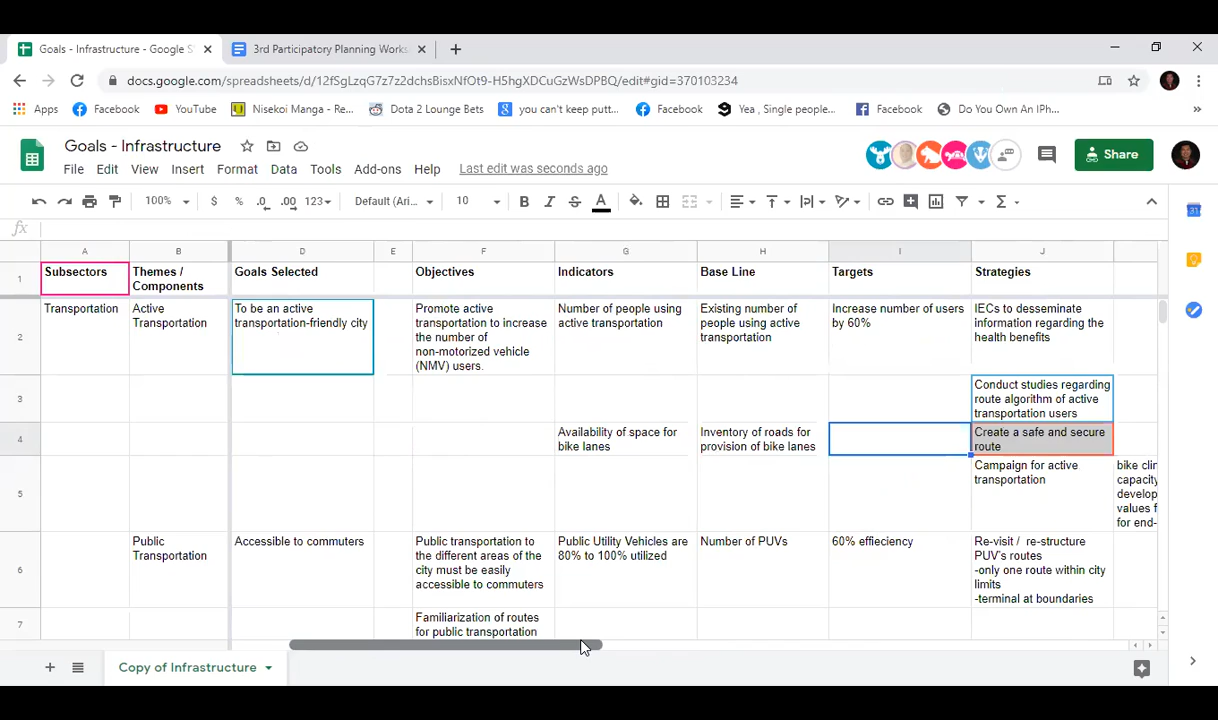 Goals - Infrastructure - Google S
3rd Participatory Planning Works
docs.google.com/spreadsheets/d/12fSgLzqG7z7z2dchsBisxNfOt9-H5hgXDCuGzWsDPBQ/edit#gid=370103234
Apps Facebook YouTube Nisekoi Manga - Re... Dota 2 Lounge Bets you can't keep putt... Facebook Yea , Single people... Facebook Do You Own An IPh... »
Goals - Infrastructure
File Edit View Insert Format Data Tools Add-ons Help Last edit was seconds ago
Share
100% $ % .0 .00 123 Default (Ari... 10 B I S A
fx
A B D E F G H I J
1
Subsectors
Themes /
Components
Goals Selected
Objectives
Indicators
Base Line
Targets
Strategies
2
Transportation
Active
Transportation
To be an active
transportation-friendly city
Promote active
transportation to increase
the number of
non-motorized vehicle
(NMV) users.
Number of people using
active transportation
Existing number of
people using active
transportation
Increase number of users
by 60%
IECs to desseminate
information regarding the
health benefits
3
Conduct studies regarding
route algorithm of active
transportation users
4
Availability of space for
bike lanes
Inventory of roads for
provision of bike lanes
Create a safe and secure
route
5
Campaign for active
transportation
bike clin
capacity
develop
values f
for end-
6
Public
Transportation
Accessible to commuters
Public transportation to
the different areas of the
city must be easily
accessible to commuters
Public Utility Vehicles are
80% to 100% utilized
Number of PUVs
60% effieciency
Re-visit / re-structure
PUV's routes
-only one route within city
limits
-terminal at boundaries
7
Familiarization of routes
for public transportation
Copy of Infrastructure
31